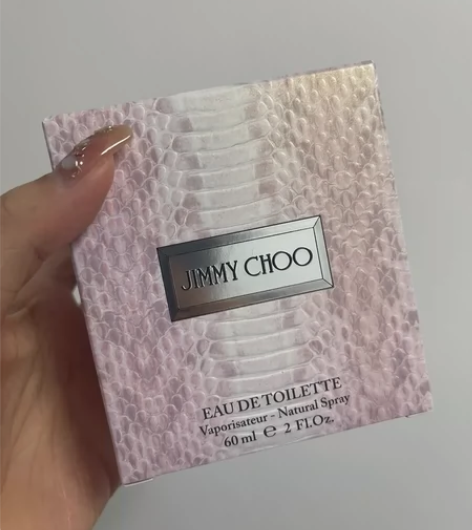 JIMMY CHOO
EAU DE TOILETTE
Vaporisateur - Natural Spray
60 ml ℮ 2 Fl.Oz.